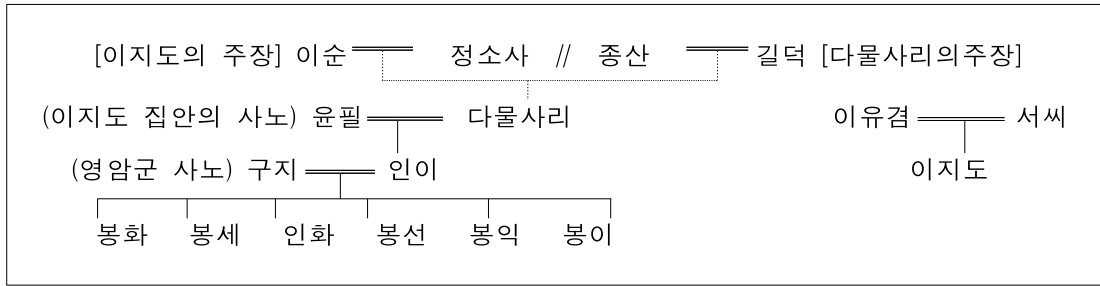 [이지도의 주장] 이순 정소사 // 종산 길덕 [다물사리의주장]
(이지도 집안의 사노) 윤필 다물사리 이유겸 서씨
(영암군 사노) 구지 인이 이지도
봉화 봉세 인화 봉선 봉익 봉이